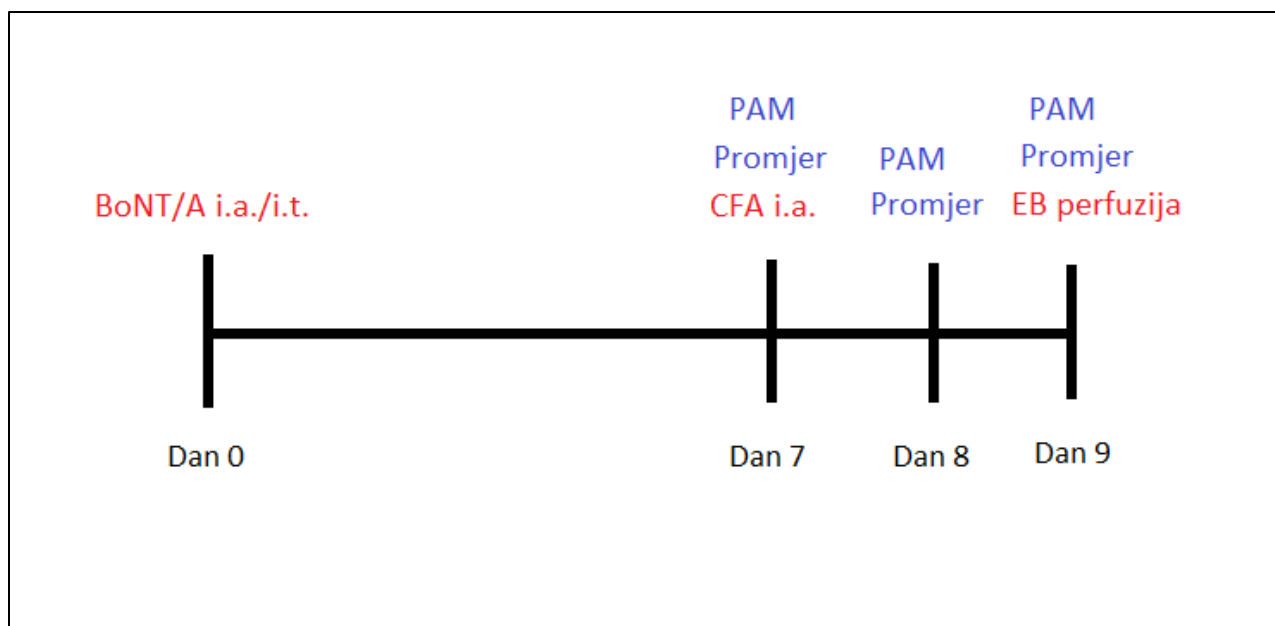 BoNT/A i.a./i.t.
PAM
Promjer
CFA i.a.
PAM
Promjer
PAM
Promjer
EB perfuzija
Dan 0
Dan 7
Dan 8
Dan 9